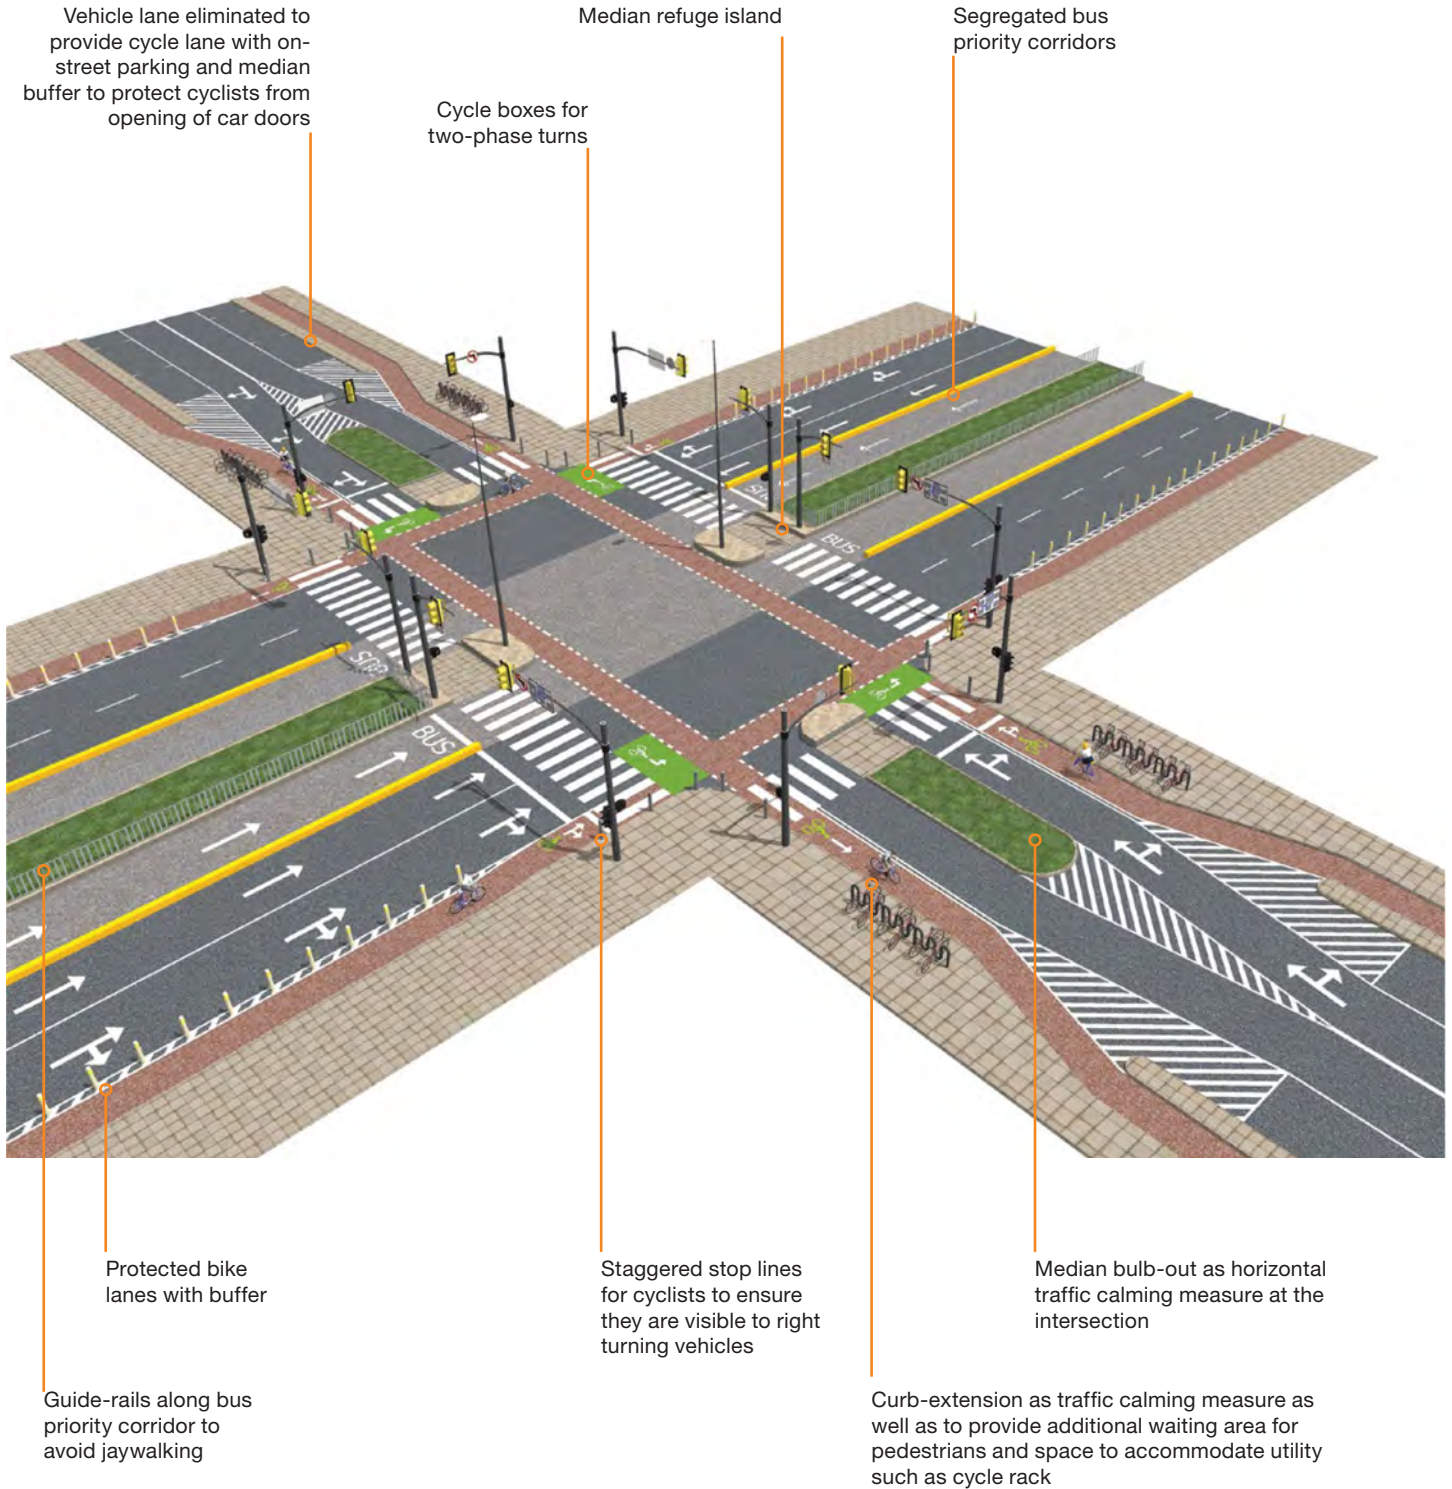 Vehicle lane eliminated to
provide cycle lane with on-
street parking and median
buffer to protect cyclists from
opening of car doors
Cycle boxes for
two-phase turns
Median refuge island
Segregated bus
priority corridors
BUS
BUS
BUS
BUS
Protected bike
lanes with buffer
Guide-rails along bus
priority corridor to
avoid jaywalking
Staggered stop lines
for cyclists to ensure
they are visible to right
turning vehicles
Median bulb-out as horizontal
traffic calming measure at the
intersection
Curb-extension as traffic calming measure as
well as to provide additional waiting area for
pedestrians and space to accommodate utility
such as cycle rack